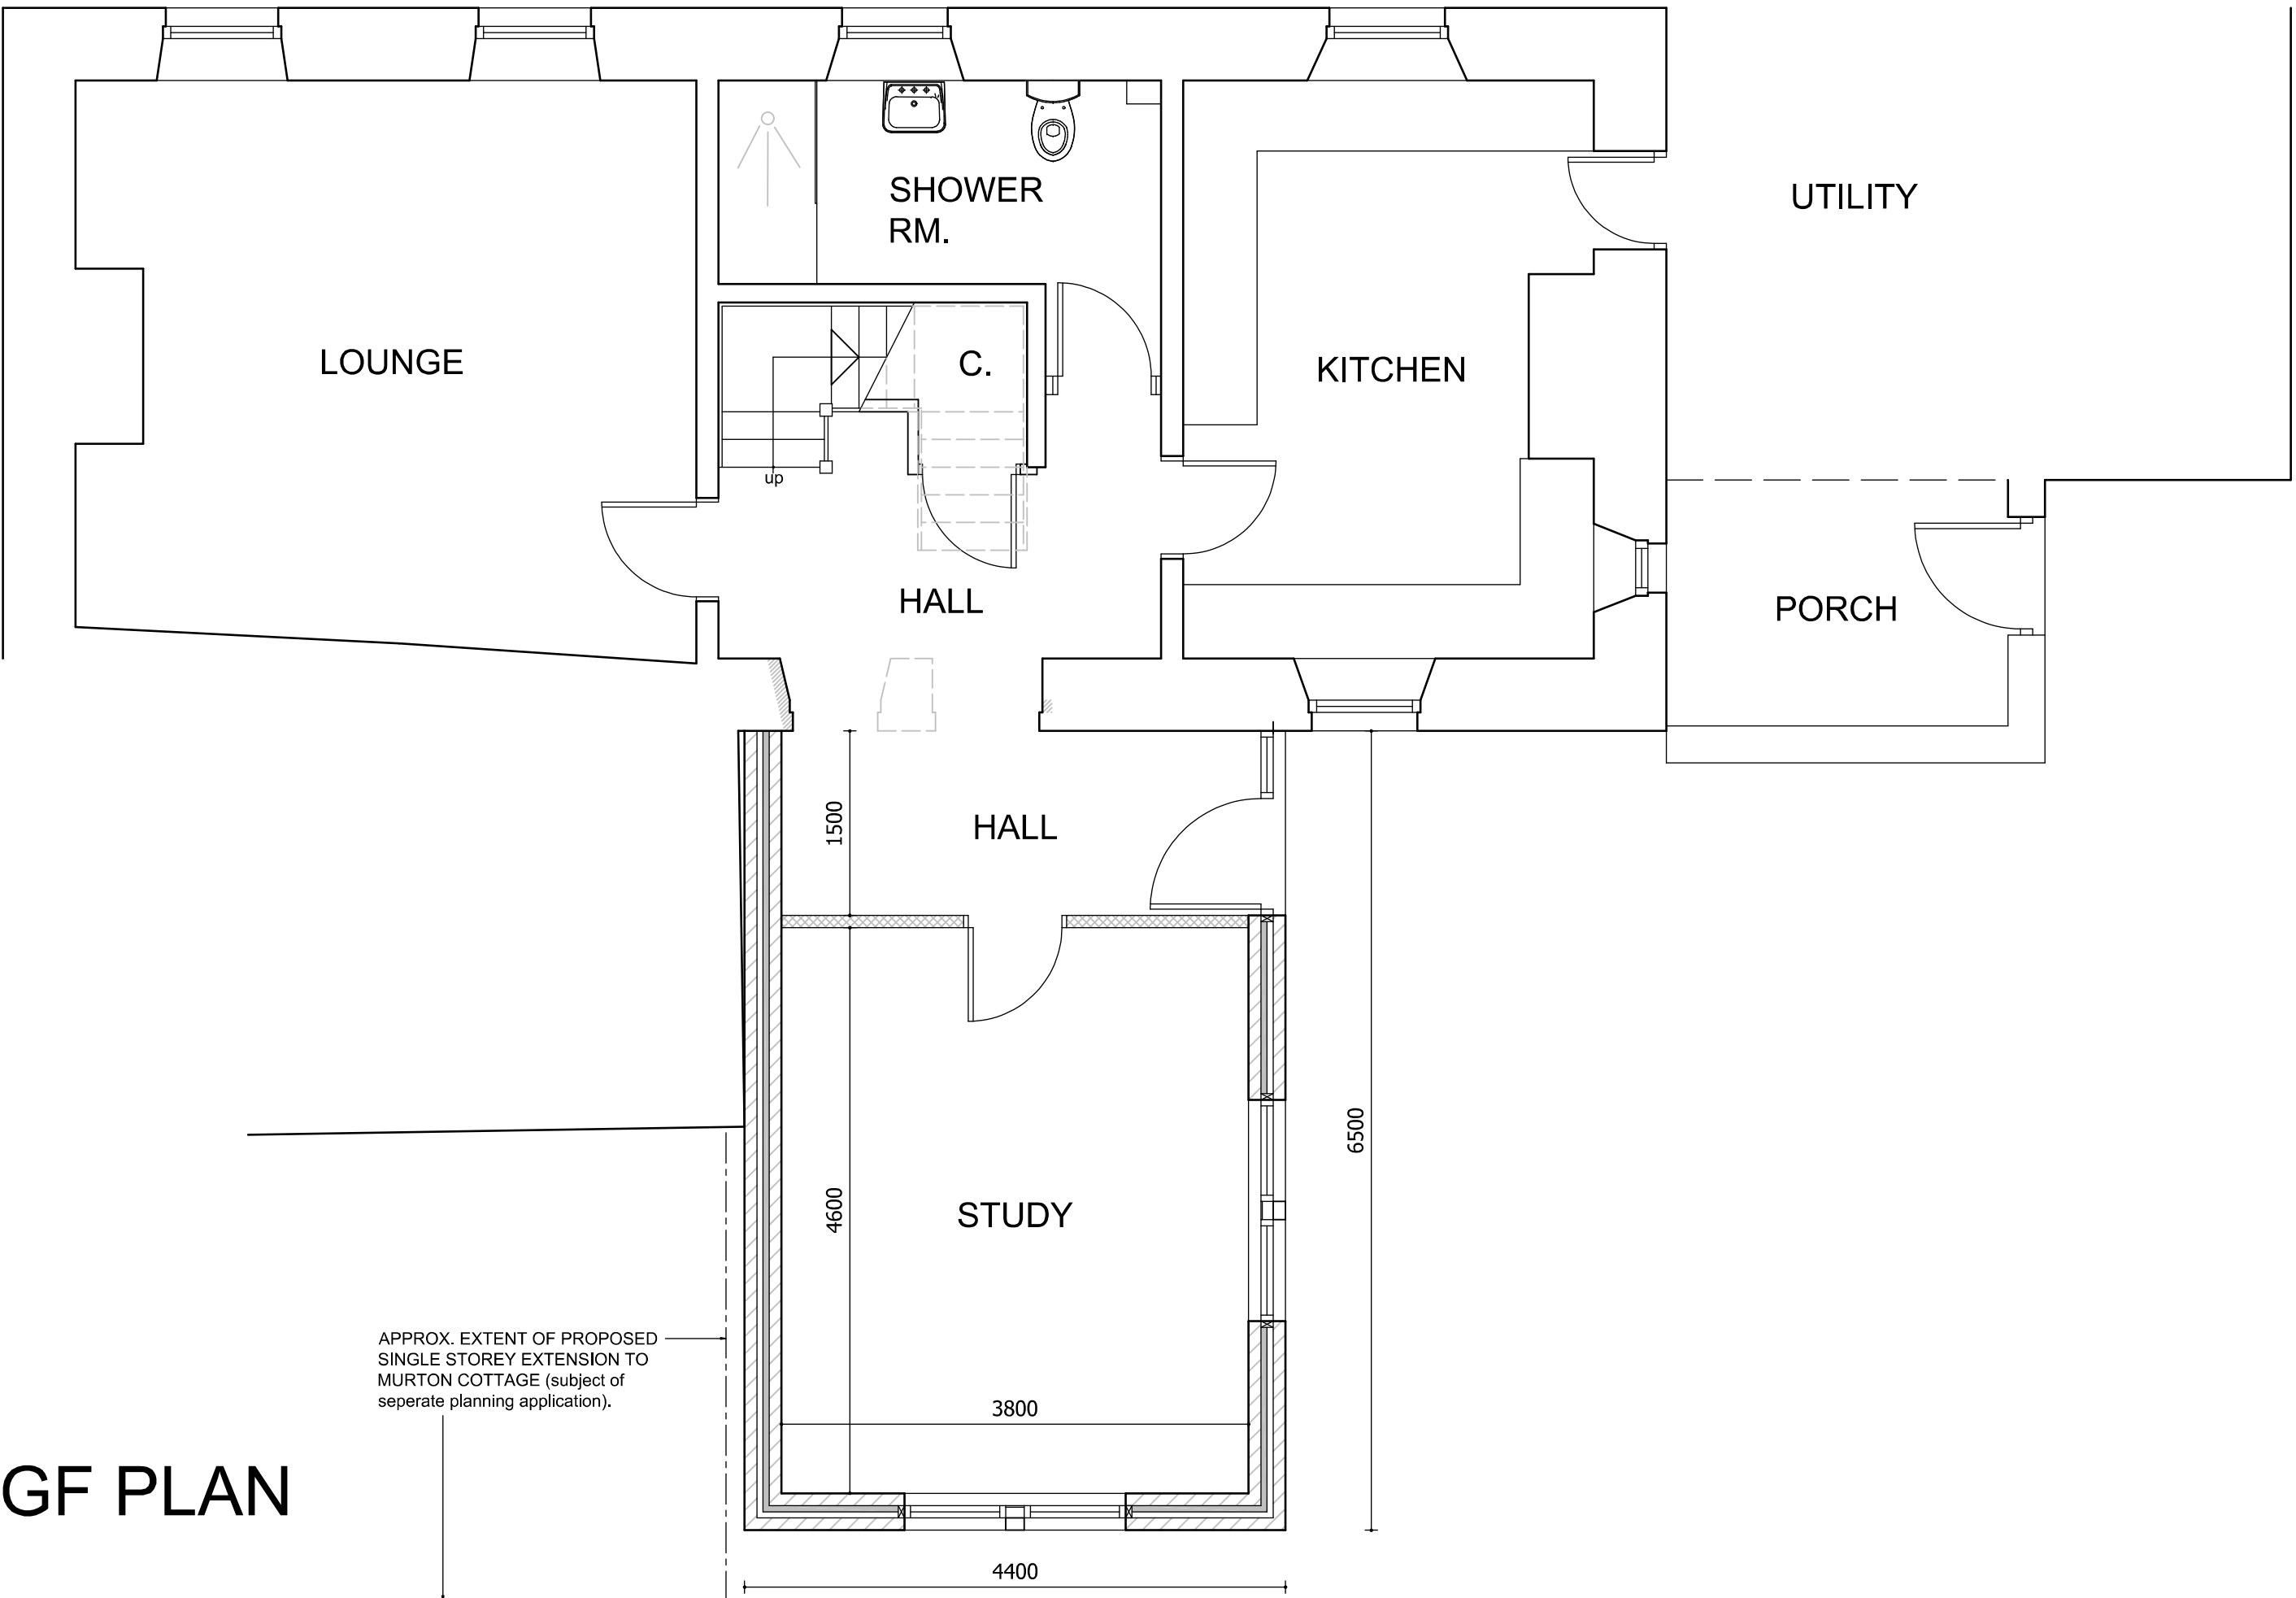 SHOWER
RM.
UTILITY
LOUNGE
C.
KITCHEN
up
HALL
PORCH
1500
HALL
6500
4600
STUDY
APPROX. EXTENT OF PROPOSED
SINGLE STOREY EXTENSION TO
MURTON COTTAGE (subject of
seperate planning application).
3800
GF PLAN
4400